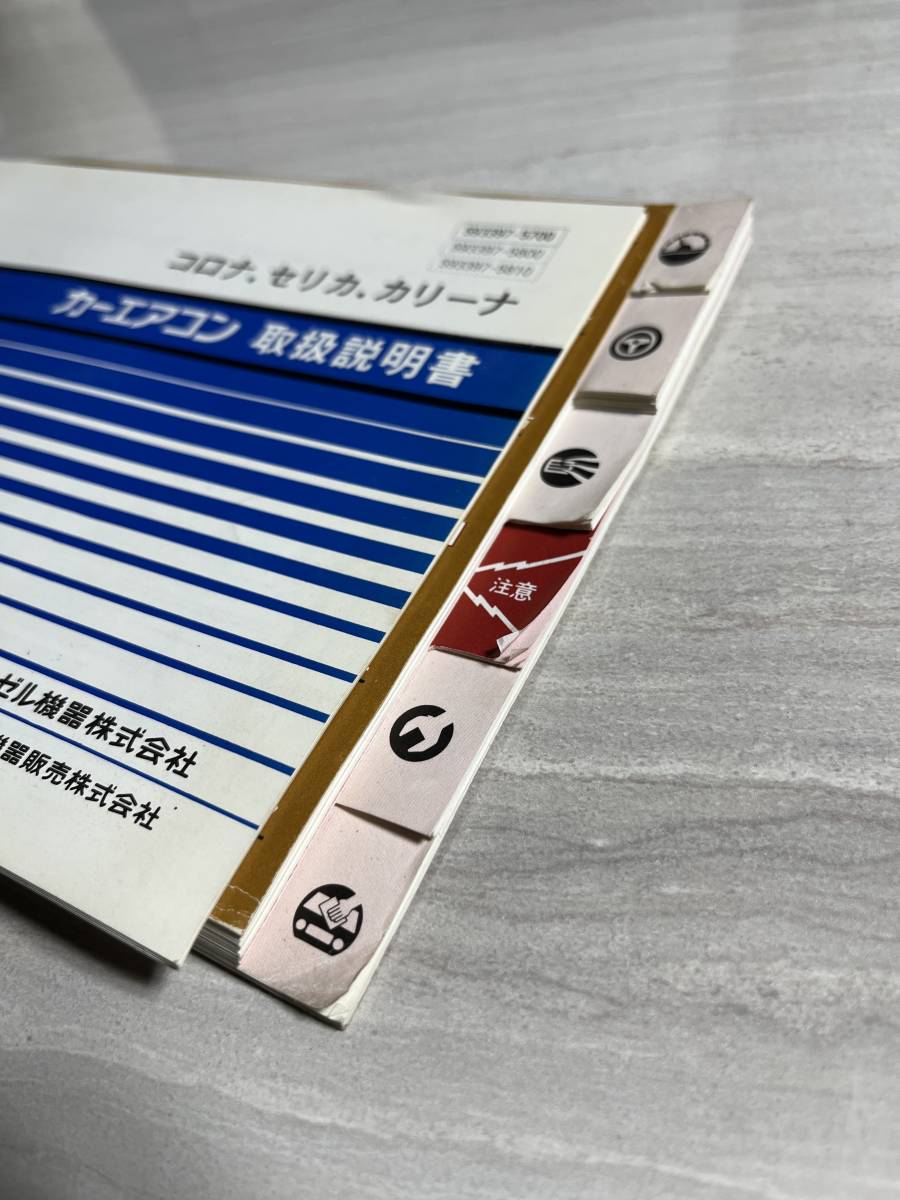 コロナ、セリカ、カリーナ
カーエアコン 取扱説明書
ゼル機器株式会社
機器販売株式会社
注意